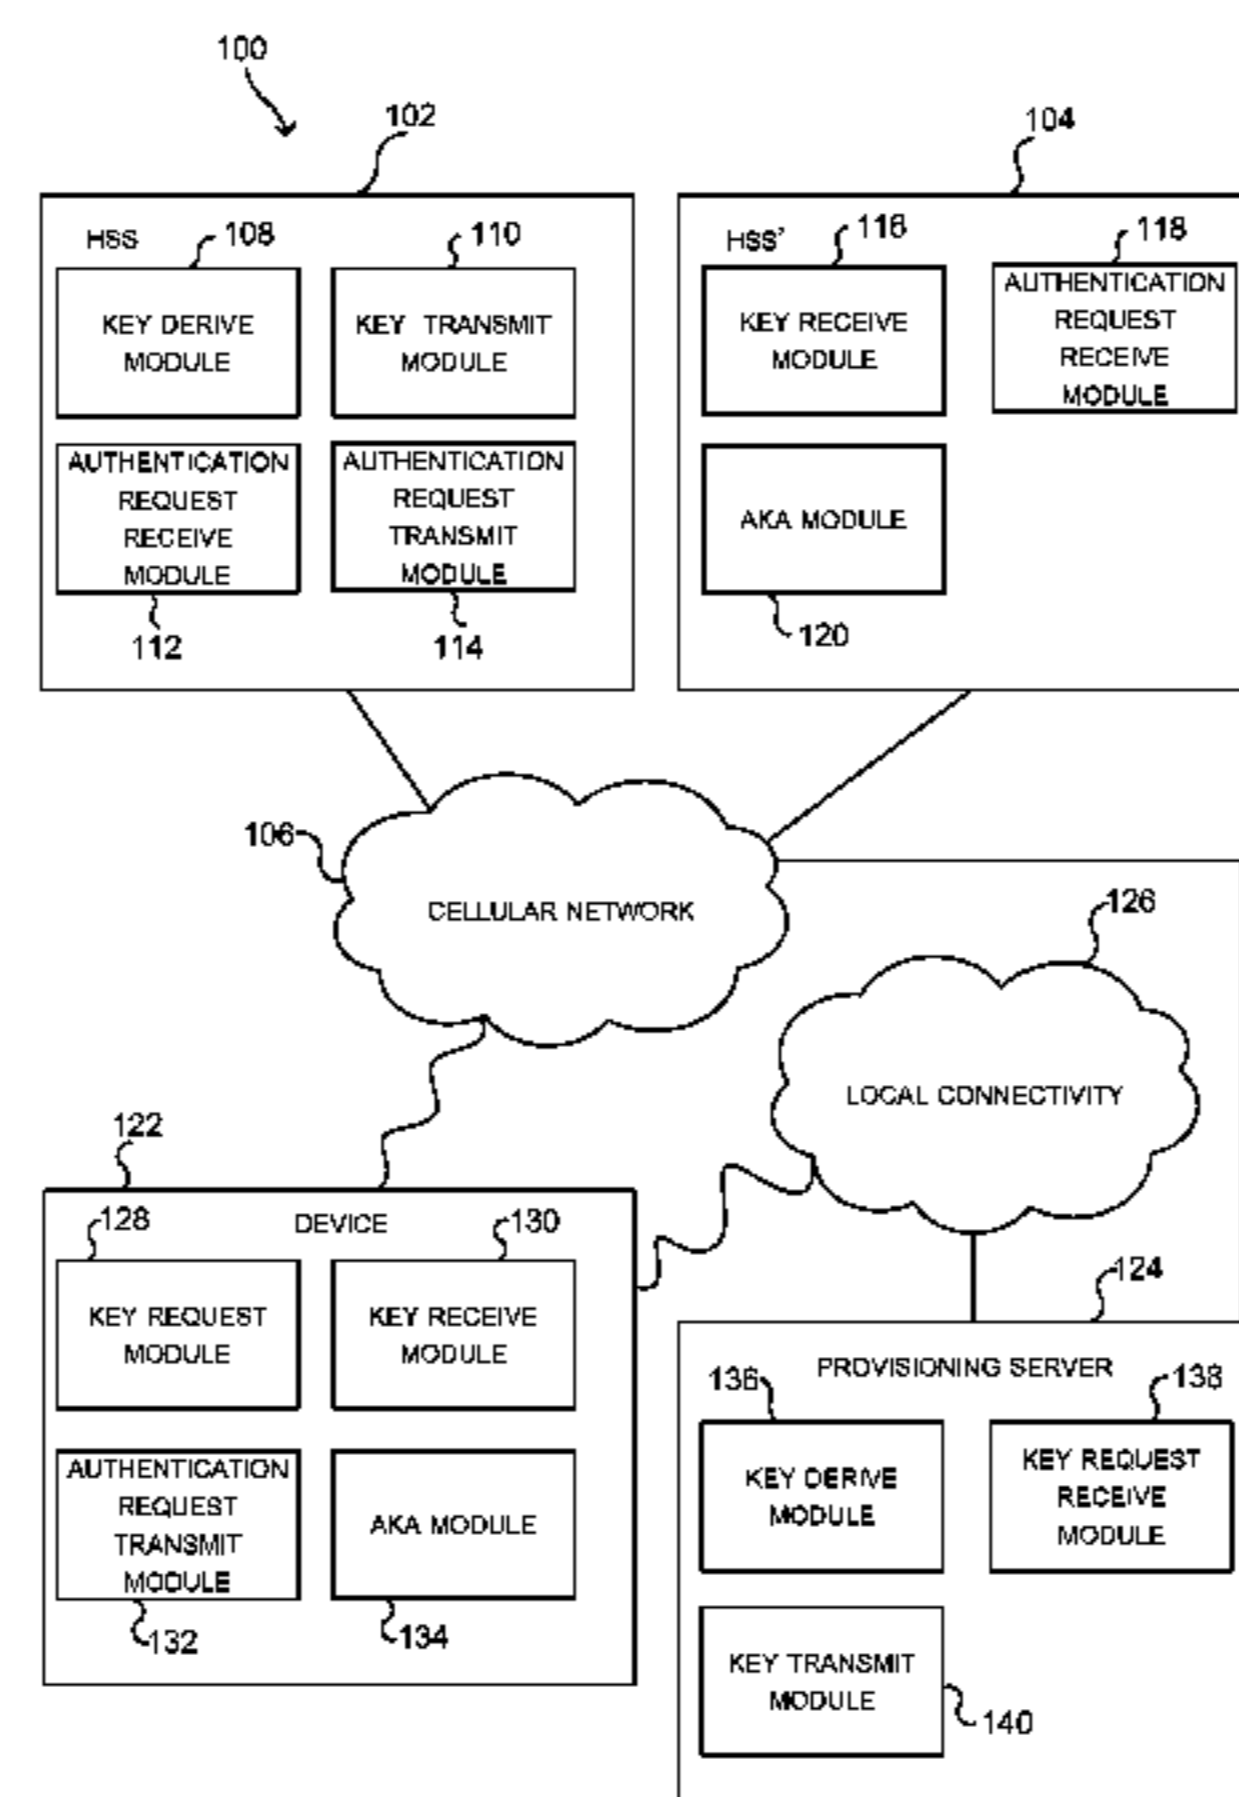 100
102
104
HSS
108
110
KEY DERIVE
MODULE
KEY TRANSMIT
MODULE
AUTHENTICATION
REQUEST
RECEIVE
MODULE
AUTHENTICATION
REQUEST
TRANSMIT
MODULE
112
114
HSS'
116
118
KEY RECEIVE
MODULE
AUTHENTICATION
REQUEST
RECEIVE
MODULE
AKA MODULE
120
106
CELLULAR NETWORK
126
LOCAL CONNECTIVITY
122
DEVICE
128
130
KEY REQUEST
MODULE
KEY RECEIVE
MODULE
AUTHENTICATION
REQUEST
TRANSMIT
MODULE
AKA MODULE
132
134
124
PROVISIONING SERVER
136
138
KEY DERIVE
MODULE
KEY REQUEST
RECEIVE
MODULE
KEY TRANSMIT
MODULE
140